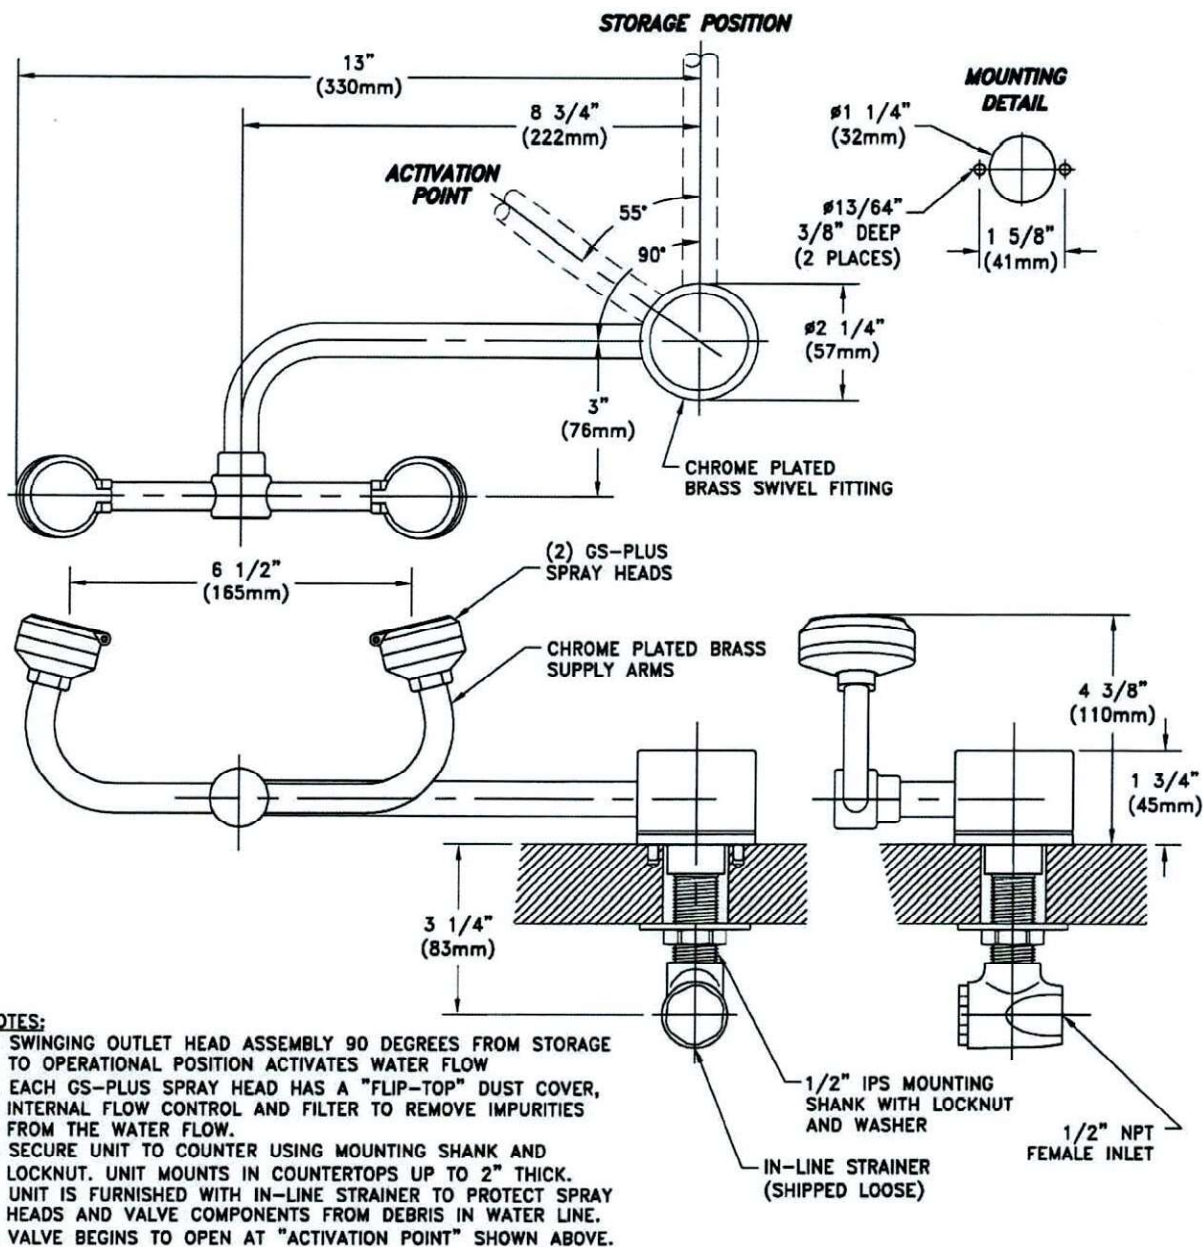 STORAGE POSITION
13"
(330mm)
8 3/4"
(222mm)
MOUNTING
DETAIL
ø1 1/4"
(32mm)
ø13/64"
3/8" DEEP
(2 PLACES)
1 5/8"
(41mm)
ACTIVATION
POINT
55°
90°
ø2 1/4"
(57mm)
3"
(76mm)
CHROME PLATED
BRASS SWIVEL FITTING
6 1/2"
(165mm)
(2) GS-PLUS
SPRAY HEADS
CHROME PLATED BRASS
SUPPLY ARMS
4 3/8"
(110mm)
1 3/4"
(45mm)
3 1/4"
(83mm)
1/2" IPS MOUNTING
SHANK WITH LOCKNUT
AND WASHER
1/2" NPT
FEMALE INLET
IN-LINE STRAINER
(SHIPPED LOOSE)
OTES:
SWINGING OUTLET HEAD ASSEMBLY 90 DEGREES FROM STORAGE
TO OPERATIONAL POSITION ACTIVATES WATER FLOW
EACH GS-PLUS SPRAY HEAD HAS A "FLIP-TOP" DUST COVER,
INTERNAL FLOW CONTROL AND FILTER TO REMOVE IMPURITIES
FROM THE WATER FLOW.
SECURE UNIT TO COUNTER USING MOUNTING SHANK AND
LOCKNUT. UNIT MOUNTS IN COUNTERTOPS UP TO 2" THICK.
UNIT IS FURNISHED WITH IN-LINE STRAINER TO PROTECT SPRAY
HEADS AND VALVE COMPONENTS FROM DEBRIS IN WATER LINE.
VALVE BEGINS TO OPEN AT "ACTIVATION POINT" SHOWN ABOVE.